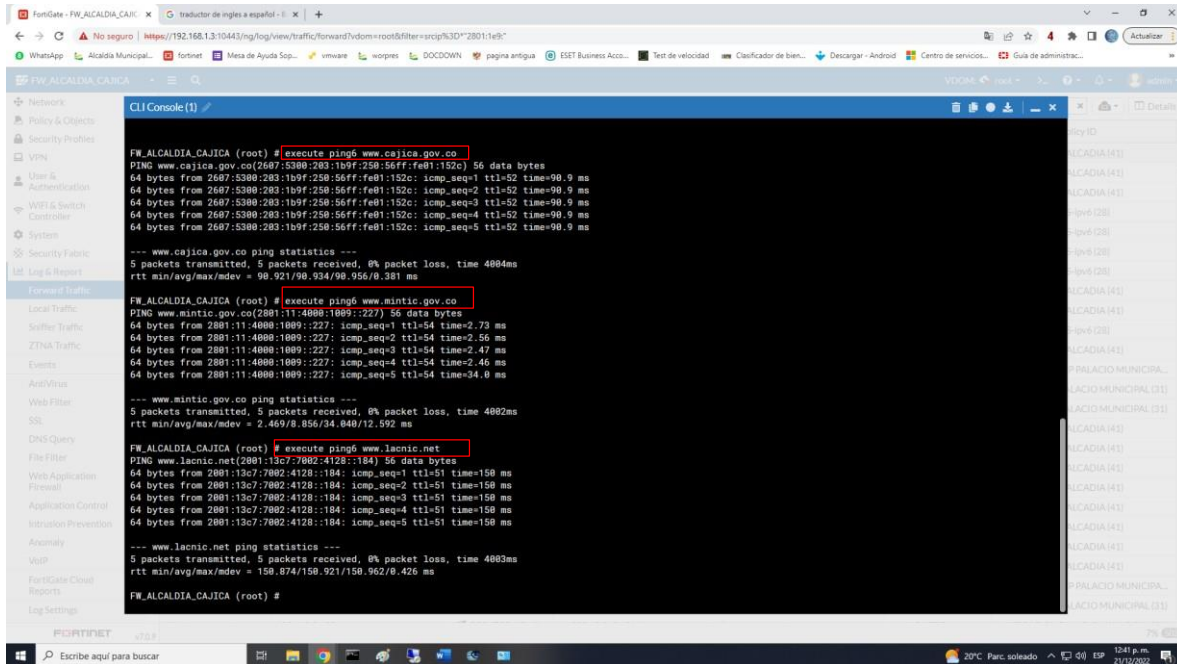 FortiGate - FW_ALCALDIA_CAJIC
traductor de ingles a español - B
No seguro | https://192.168.1.3:10443/ng/log/view/traffic/forward?vdom=root&filter=srcip%3D*"2801:1e9:"
4
Actualizar
WhatsApp
Alcaldía Municipal...
fortinet
Mesa de Ayuda Sop...
vmware
worpres
DOCDOWN
pagina antigua
ESET Business Acco...
Test de velocidad
Clasificador de bien...
Descargar - Android
Centro de servicios...
Guía de administrac...
FW_ALCALDIA_CAJICA
VDOM: root
admin
Network
Policy & Objects
Security Profiles
VPN
User & Authentication
WiFi & Switch Controller
System
Security Fabric
Log & Report
Forward Traffic
Local Traffic
Sniffer Traffic
ZTNA Traffic
Events
AntiVirus
Web Filter
SSL
DNS Query
File Filter
Web Application Firewall
Application Control
Intrusion Prevention
Anomaly
VoIP
FortiGate Cloud Reports
Log Settings
FORTINET
v7.0.9
CLI Console (1)
FW_ALCALDIA_CAJICA (root) # execute ping6 www.cajica.gov.co
PING www.cajica.gov.co(2607:5300:203:1b9f:250:56ff:fe01:152c) 56 data bytes
64 bytes from 2607:5300:203:1b9f:250:56ff:fe01:152c: icmp_seq=1 ttl=52 time=90.9 ms
64 bytes from 2607:5300:203:1b9f:250:56ff:fe01:152c: icmp_seq=2 ttl=52 time=90.9 ms
64 bytes from 2607:5300:203:1b9f:250:56ff:fe01:152c: icmp_seq=3 ttl=52 time=90.9 ms
64 bytes from 2607:5300:203:1b9f:250:56ff:fe01:152c: icmp_seq=4 ttl=52 time=90.9 ms
64 bytes from 2607:5300:203:1b9f:250:56ff:fe01:152c: icmp_seq=5 ttl=52 time=90.9 ms
--- www.cajica.gov.co ping statistics ---
5 packets transmitted, 5 packets received, 0% packet loss, time 4004ms
rtt min/avg/max/mdev = 90.921/90.934/90.956/0.381 ms
FW_ALCALDIA_CAJICA (root) # execute ping6 www.mintic.gov.co
PING www.mintic.gov.co(2801:11:4000:1009::227) 56 data bytes
64 bytes from 2801:11:4000:1009::227: icmp_seq=1 ttl=54 time=2.73 ms
64 bytes from 2801:11:4000:1009::227: icmp_seq=2 ttl=54 time=2.56 ms
64 bytes from 2801:11:4000:1009::227: icmp_seq=3 ttl=54 time=2.47 ms
64 bytes from 2801:11:4000:1009::227: icmp_seq=4 ttl=54 time=2.46 ms
64 bytes from 2801:11:4000:1009::227: icmp_seq=5 ttl=54 time=34.0 ms
--- www.mintic.gov.co ping statistics ---
5 packets transmitted, 5 packets received, 0% packet loss, time 4002ms
rtt min/avg/max/mdev = 2.469/8.856/34.040/12.592 ms
FW_ALCALDIA_CAJICA (root) # execute ping6 www.lacnic.net
PING www.lacnic.net(2001:13c7:7002:4128::184) 56 data bytes
64 bytes from 2001:13c7:7002:4128::184: icmp_seq=1 ttl=51 time=150 ms
64 bytes from 2001:13c7:7002:4128::184: icmp_seq=2 ttl=51 time=150 ms
64 bytes from 2001:13c7:7002:4128::184: icmp_seq=3 ttl=51 time=150 ms
64 bytes from 2001:13c7:7002:4128::184: icmp_seq=4 ttl=51 time=150 ms
64 bytes from 2001:13c7:7002:4128::184: icmp_seq=5 ttl=51 time=150 ms
--- www.lacnic.net ping statistics ---
5 packets transmitted, 5 packets received, 0% packet loss, time 4003ms
rtt min/avg/max/mdev = 150.874/150.921/150.962/0.426 ms
FW_ALCALDIA_CAJICA (root) #
Details
Escribe aquí para buscar
20°C Parc. soleado
ESP
12:41 p. m.
21/12/2022